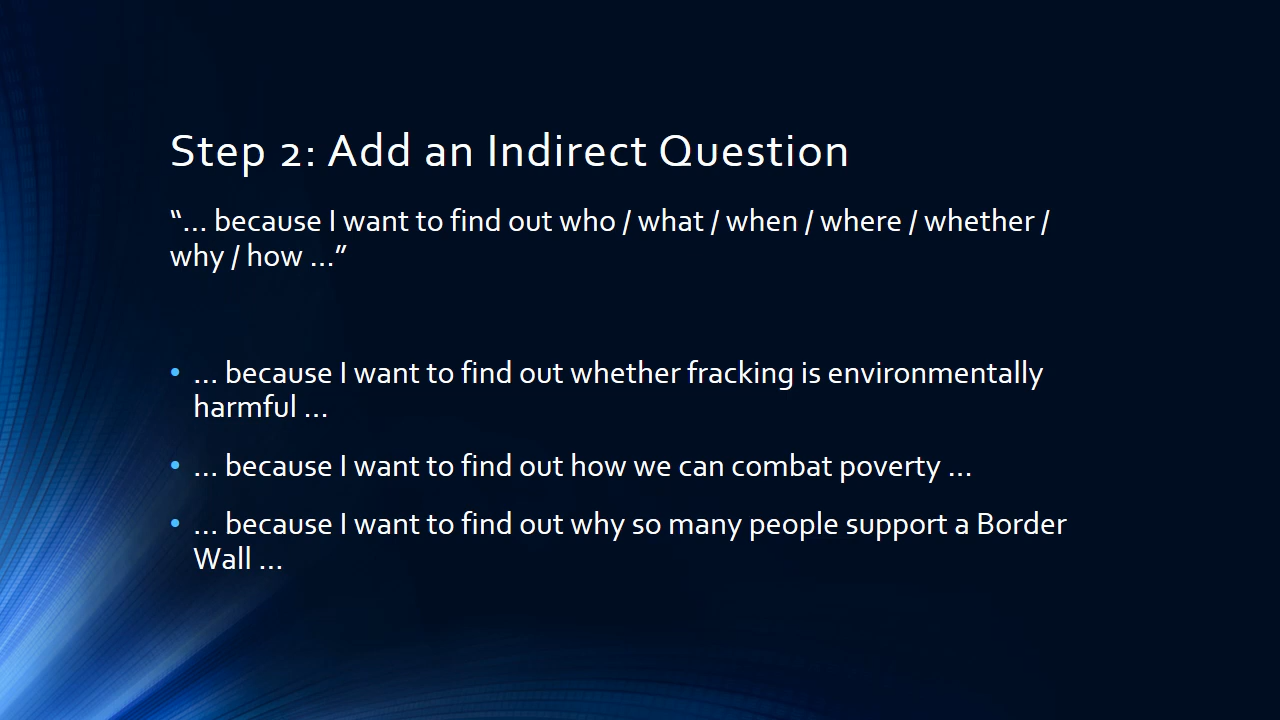 Step 2: Add an Indirect Question
“… because I want to find out who / what / when / where / whether /
why / how …”
• … because I want to find out whether fracking is environmentally
harmful …
• … because I want to find out how we can combat poverty …
• … because I want to find out why so many people support a Border
Wall …